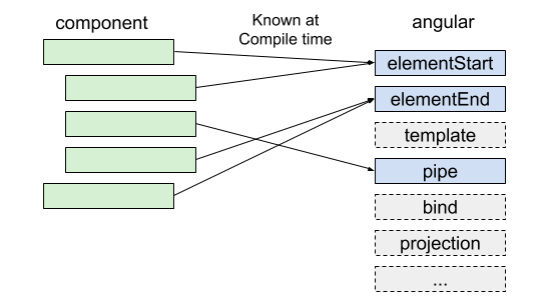 component
Known at
Compile time
angular
elementStart
elementEnd
template
pipe
bind
projection
...